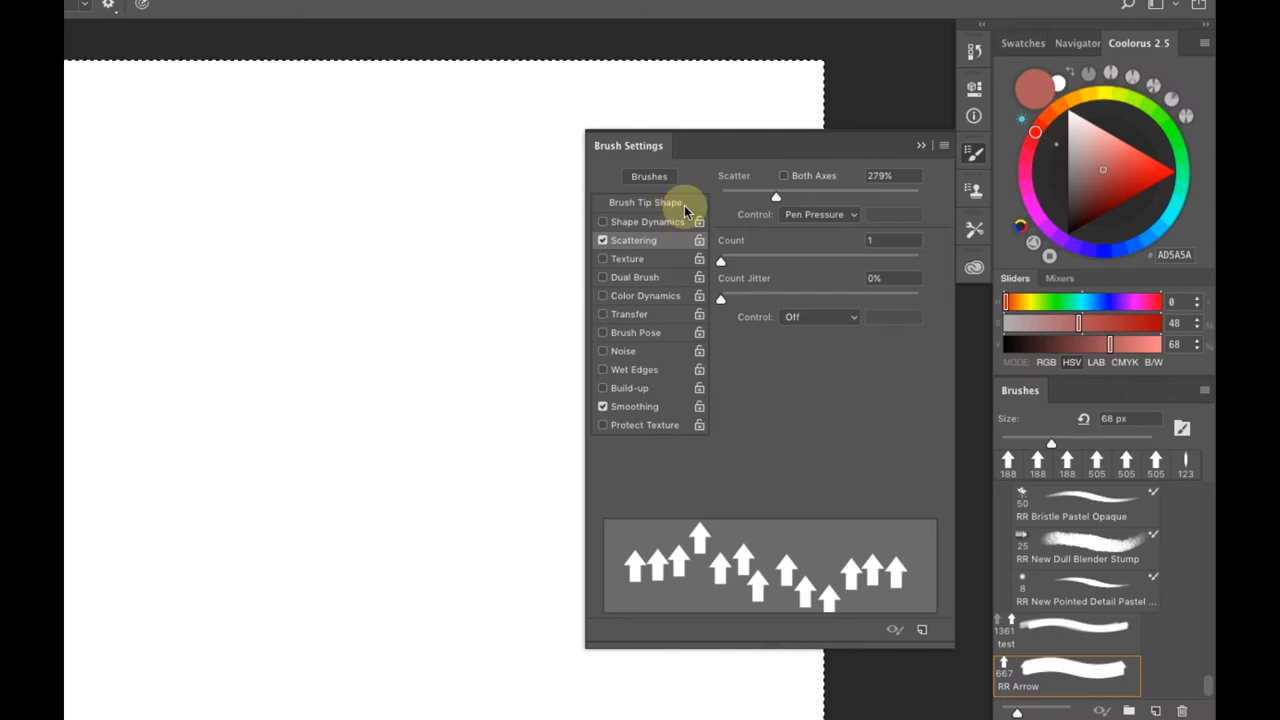 Swatches Navigator Coolorus 2.5
# AD5A5A
Sliders Mixers
0
48
%
68
%
MODE: RGB HSV LAB CMYK B/W
Brush Settings
Brushes
Brush Tip Shape
Shape Dynamics
Scattering
Texture
Dual Brush
Color Dynamics
Transfer
Brush Pose
Noise
Wet Edges
Build-up
Smoothing
Protect Texture
Scatter Both Axes 279%
Control: Pen Pressure
Count 1
Count Jitter 0%
Control: Off
Brushes
Size: 68 px
188 188 188 505 505 505 123
50
RR Bristle Pastel Opaque
25
RR New Dull Blender Stump
8
RR New Pointed Detail Pastel ...
1361
test
667
RR Arrow